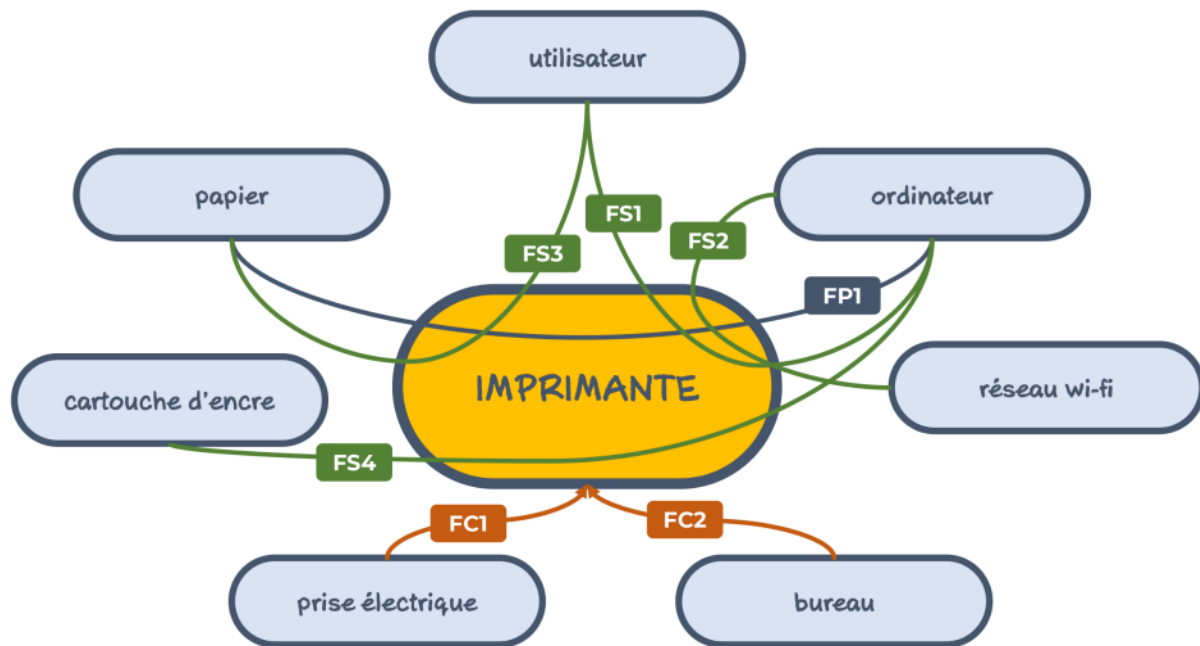 utilisateur
papier
ordinateur
FS1
FS2
FS3
FP1
IMPRIMANTE
cartouche d'encre
réseau wi-fi
FS4
FC1
FC2
prise électrique
bureau